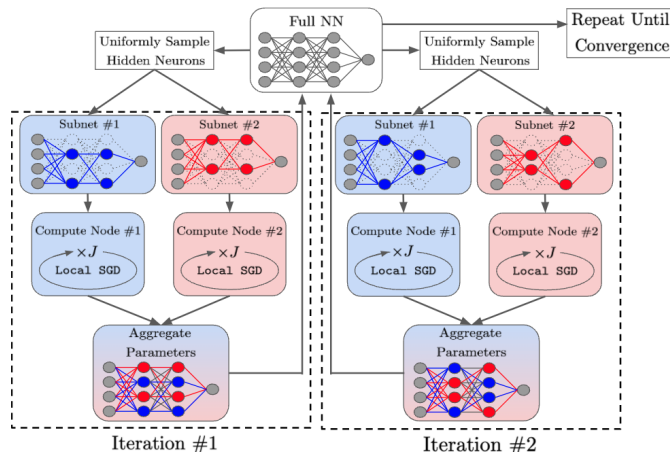 Full NN
Repeat Until
Convergence
Uniformly Sample
Hidden Neurons
Uniformly Sample
Hidden Neurons
Subnet #1
Subnet #2
Compute Node #1
×J
Local SGD
Compute Node #2
×J
Local SGD
Aggregate
Parameters
Iteration #1
Subnet #1
Subnet #2
Compute Node #1
×J
Local SGD
Compute Node #2
×J
Local SGD
Aggregate
Parameters
Iteration #2